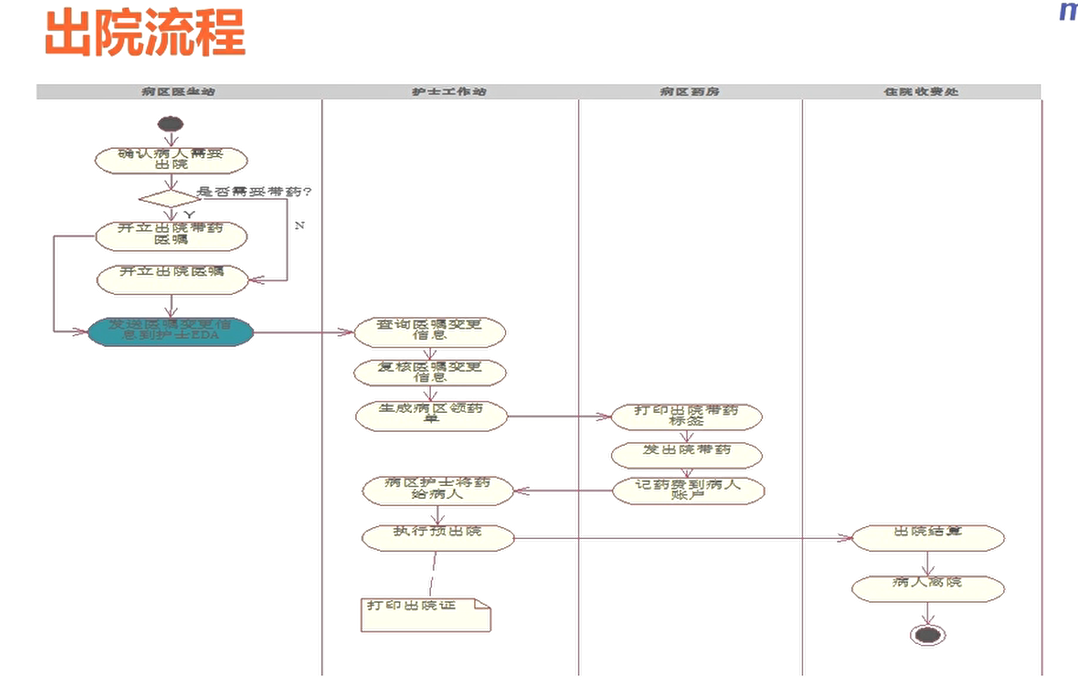 出院流程
m
病区医生站
护士工作站
病区药房
住院收费处
确认病人需要
出院
是否需要带药?
Y
N
开立出院带药
医嘱
开立出院医嘱
发送医嘱变更信
息到护士EDA
查询医嘱变更
信息
复核医嘱变更
信息
生成病区领药
单
打印出院带药
标签
发出院带药
记药费到病人
账户
病区护士将药
给病人
执行预出院
打印出院证
出院结算
病人离院